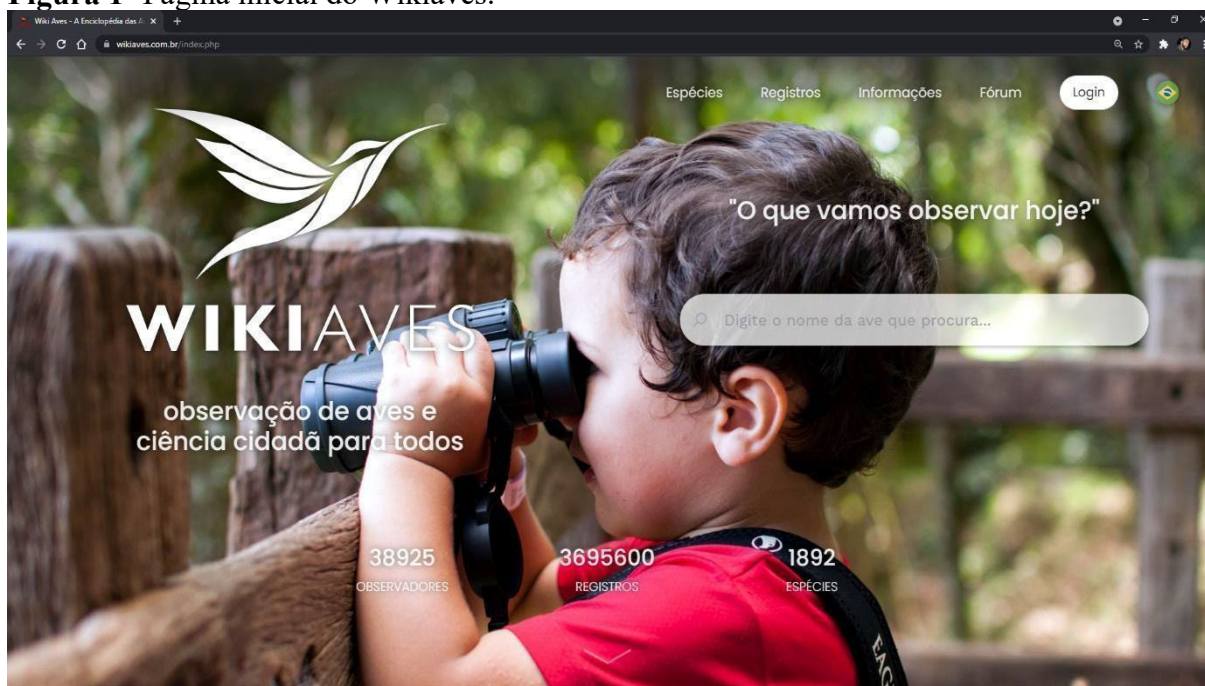 Figura 1- Página inicial do Wikiaves.
Wiki Aves - A Enciclopédia das A
wikiaves.com.br/index.php
Espécies Registros Informações Fórum Login
"O que vamos observar hoje?"
WIKIAVES
Digite o nome da ave que procura...
observação de aves e
ciência cidadã para todos
38925 3695600 1892
OBSERVADORES REGISTROS ESPÉCIES